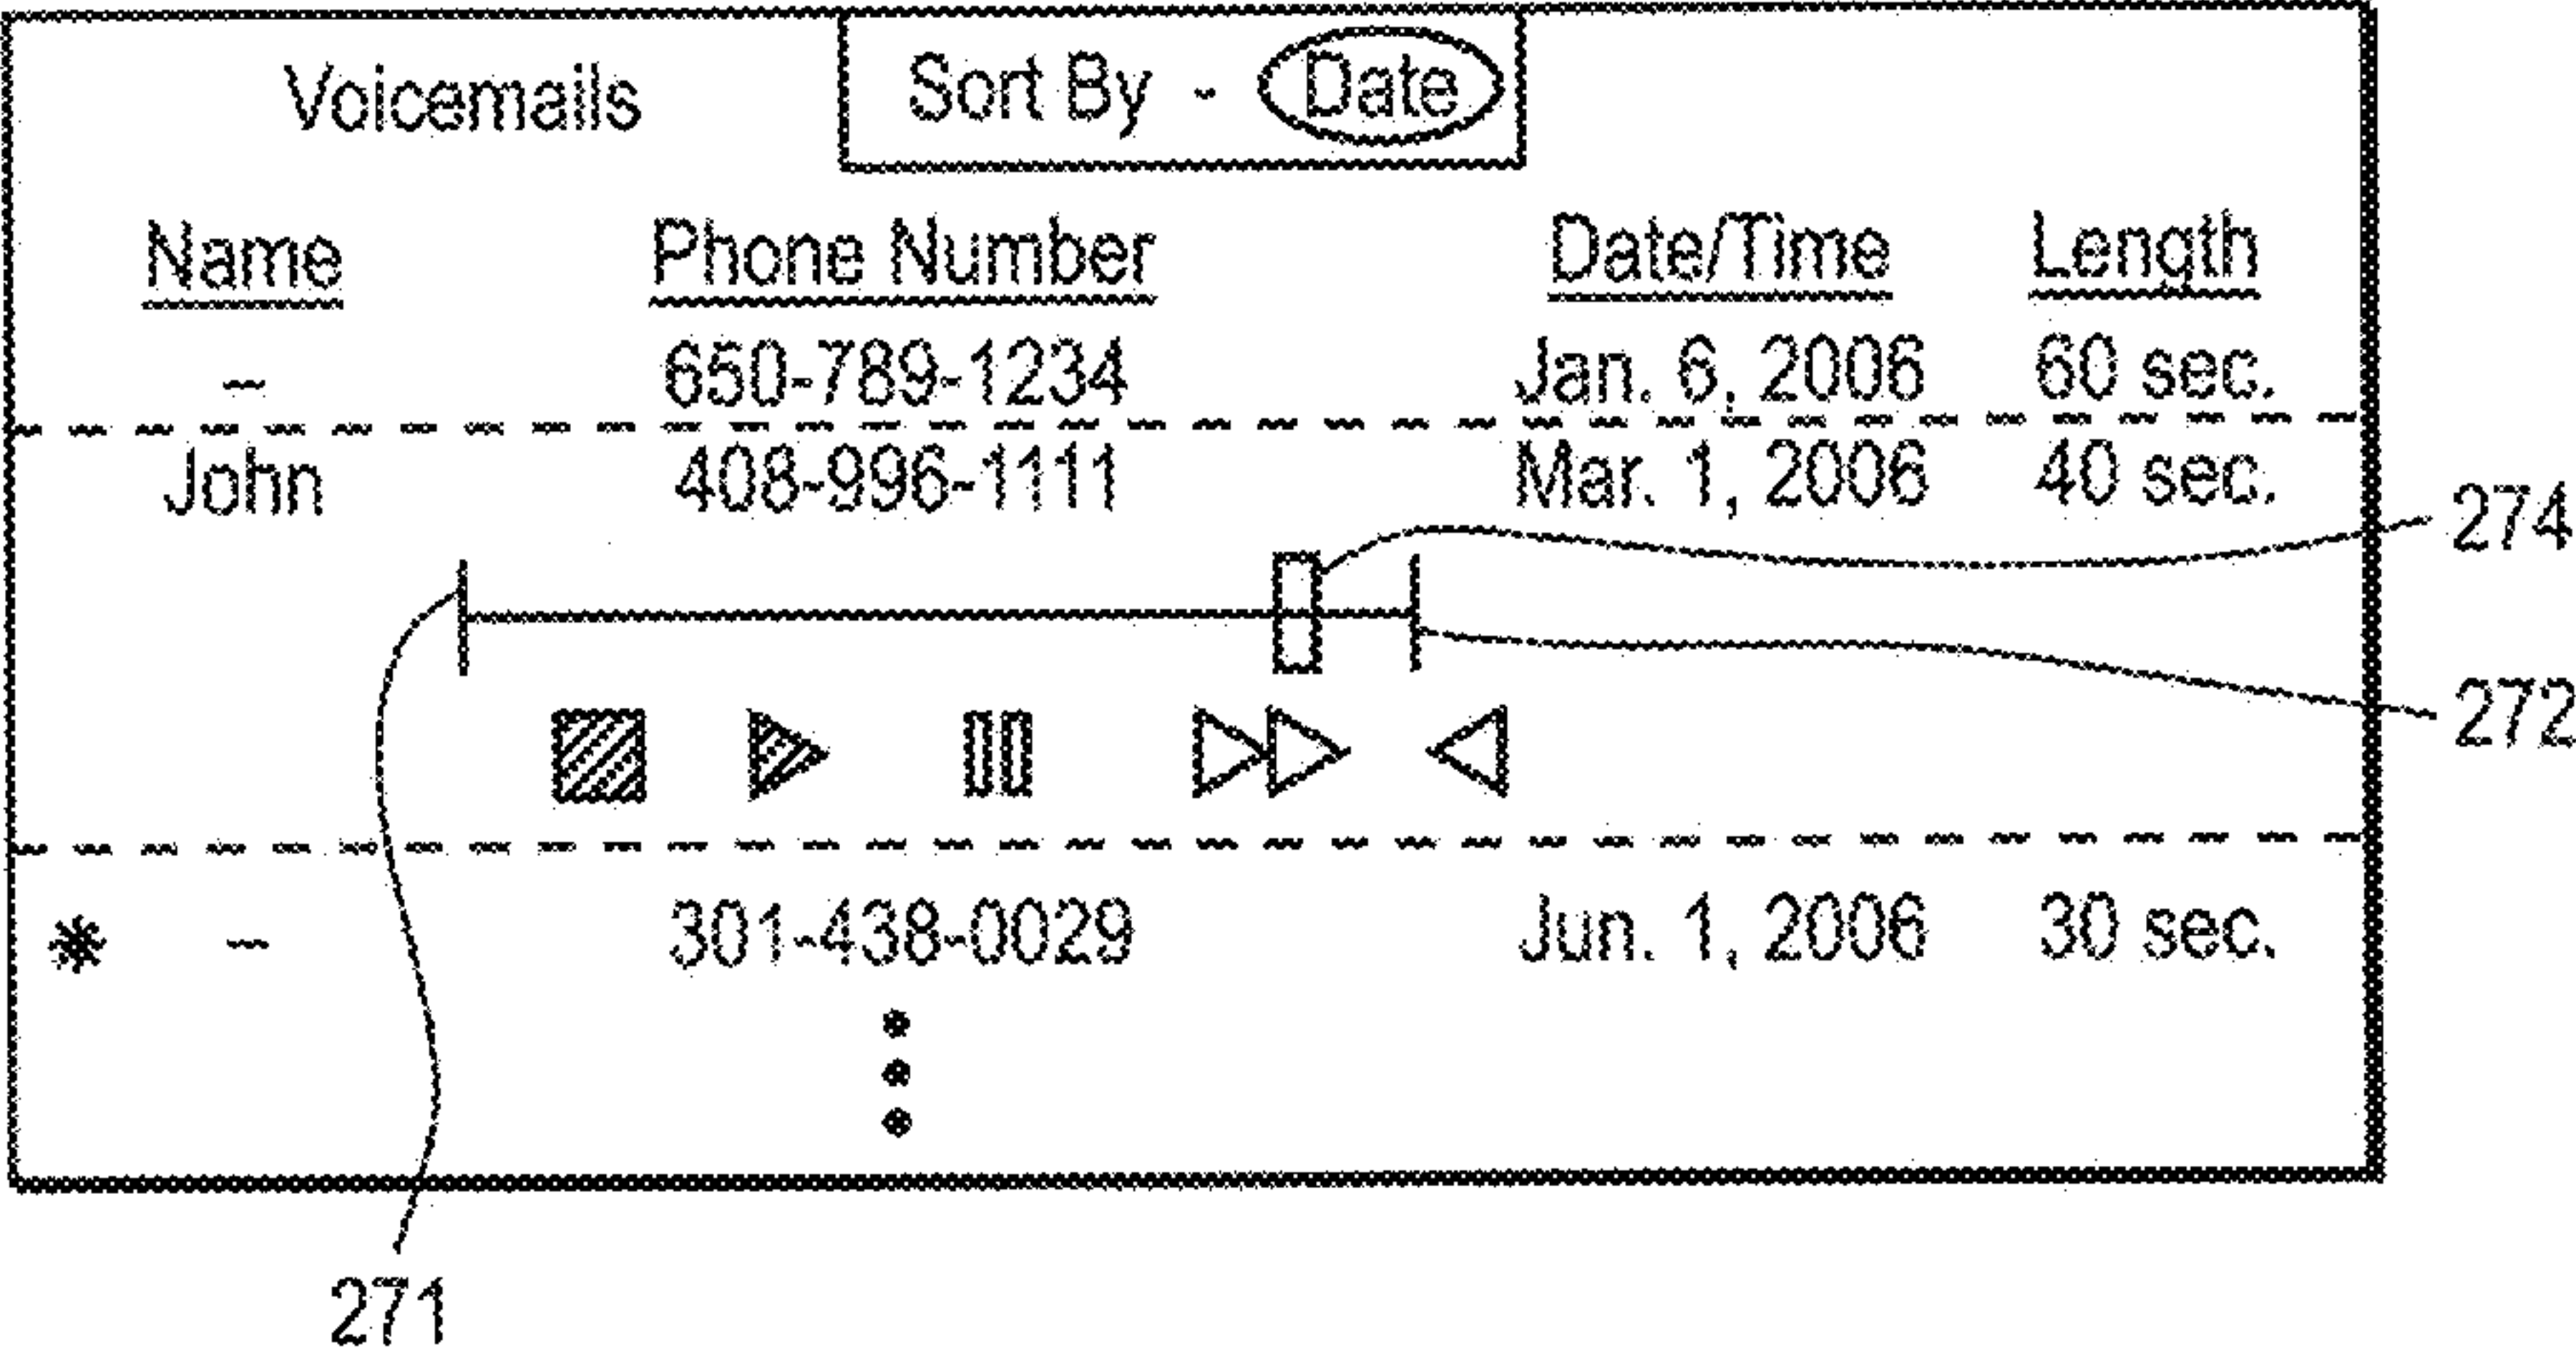 Voicemails Sort By - Date
Name Phone Number Date/Time Length
– 650-789-1234 Jan. 6, 2006 60 sec.
John 408-996-1111 Mar. 1, 2006 40 sec.
274
272
* – 301-438-0029 Jun. 1, 2006 30 sec.
271